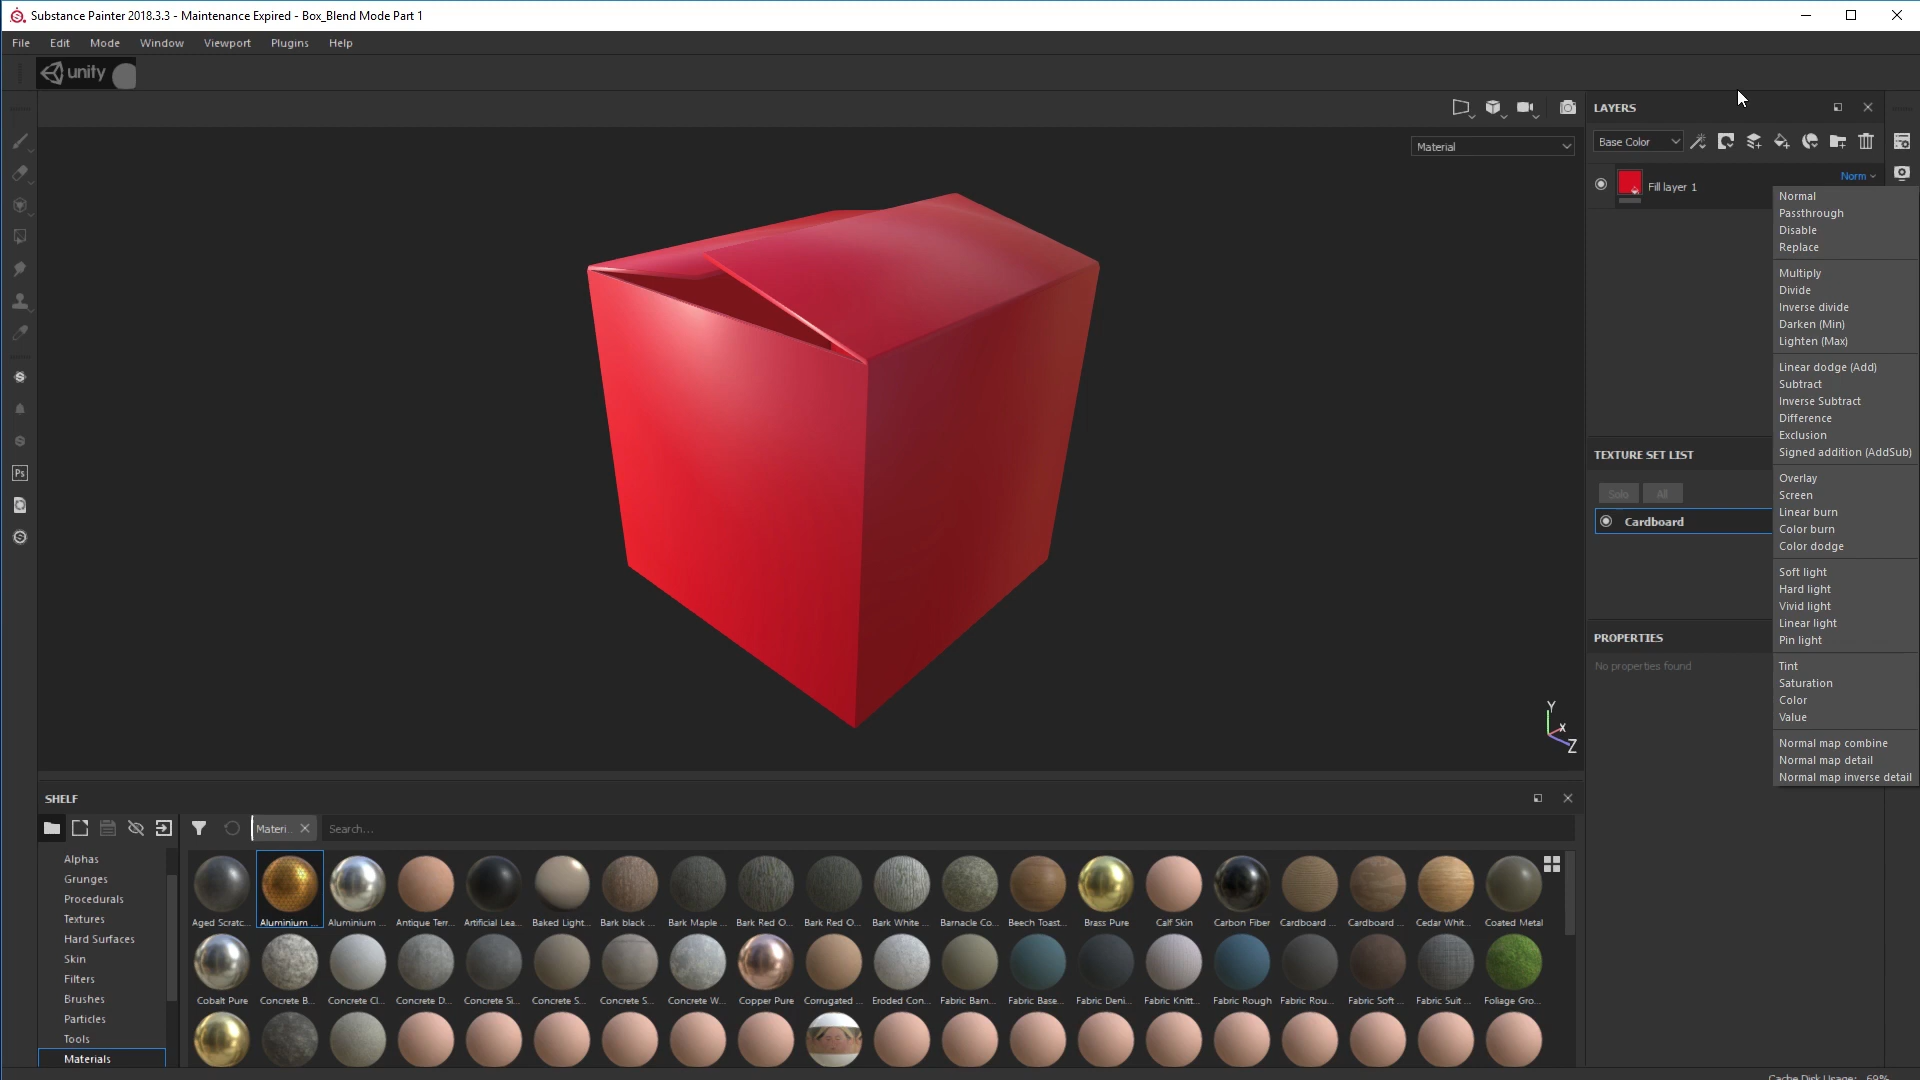 Substance Painter 2018.3.3 - Maintenance Expired - Box_Blend Mode Part 1
File Edit Mode Window Viewport Plugins Help
unity
Material
LAYERS
Base Color
Fill layer 1
Norm
Normal
Passthrough
Disable
Replace
Multiply
Divide
Inverse divide
Darken (Min)
Lighten (Max)
Linear dodge (Add)
Subtract
Inverse Subtract
Difference
Exclusion
Signed addition (AddSub)
Overlay
Screen
Linear burn
Color burn
Color dodge
Soft light
Hard light
Vivid light
Linear light
Pin light
Tint
Saturation
Color
Value
Normal map combine
Normal map detail
Normal map inverse detail
TEXTURE SET LIST
Solo All
Cardboard
PROPERTIES
No properties found
Y
X
Z
Ps
SHELF
Materi..
Search...
Alphas
Grunges
Procedurals
Textures
Hard Surfaces
Skin
Filters
Brushes
Particles
Tools
Materials
Aged Scratc... Aluminium ... Aluminium ... Antique Terr... Artificial Lea... Baked Light... Bark black ... Bark Maple ... Bark Red O... Bark Red O... Bark White ... Barnacle Co... Beech Toast... Brass Pure Calf Skin Carbon Fiber Cardboard ... Cardboard ... Cedar Whit... Coated Metal
Cobalt Pure Concrete B... Concrete Cl... Concrete D... Concrete Si... Concrete S... Concrete S... Concrete W... Copper Pure Corrugated ... Eroded Con... Fabric Bam... Fabric Base... Fabric Deni... Fabric Knitt... Fabric Rough Fabric Rou... Fabric Soft ... Fabric Suit ... Foliage Gro...
Cache Disk Usage: 69%